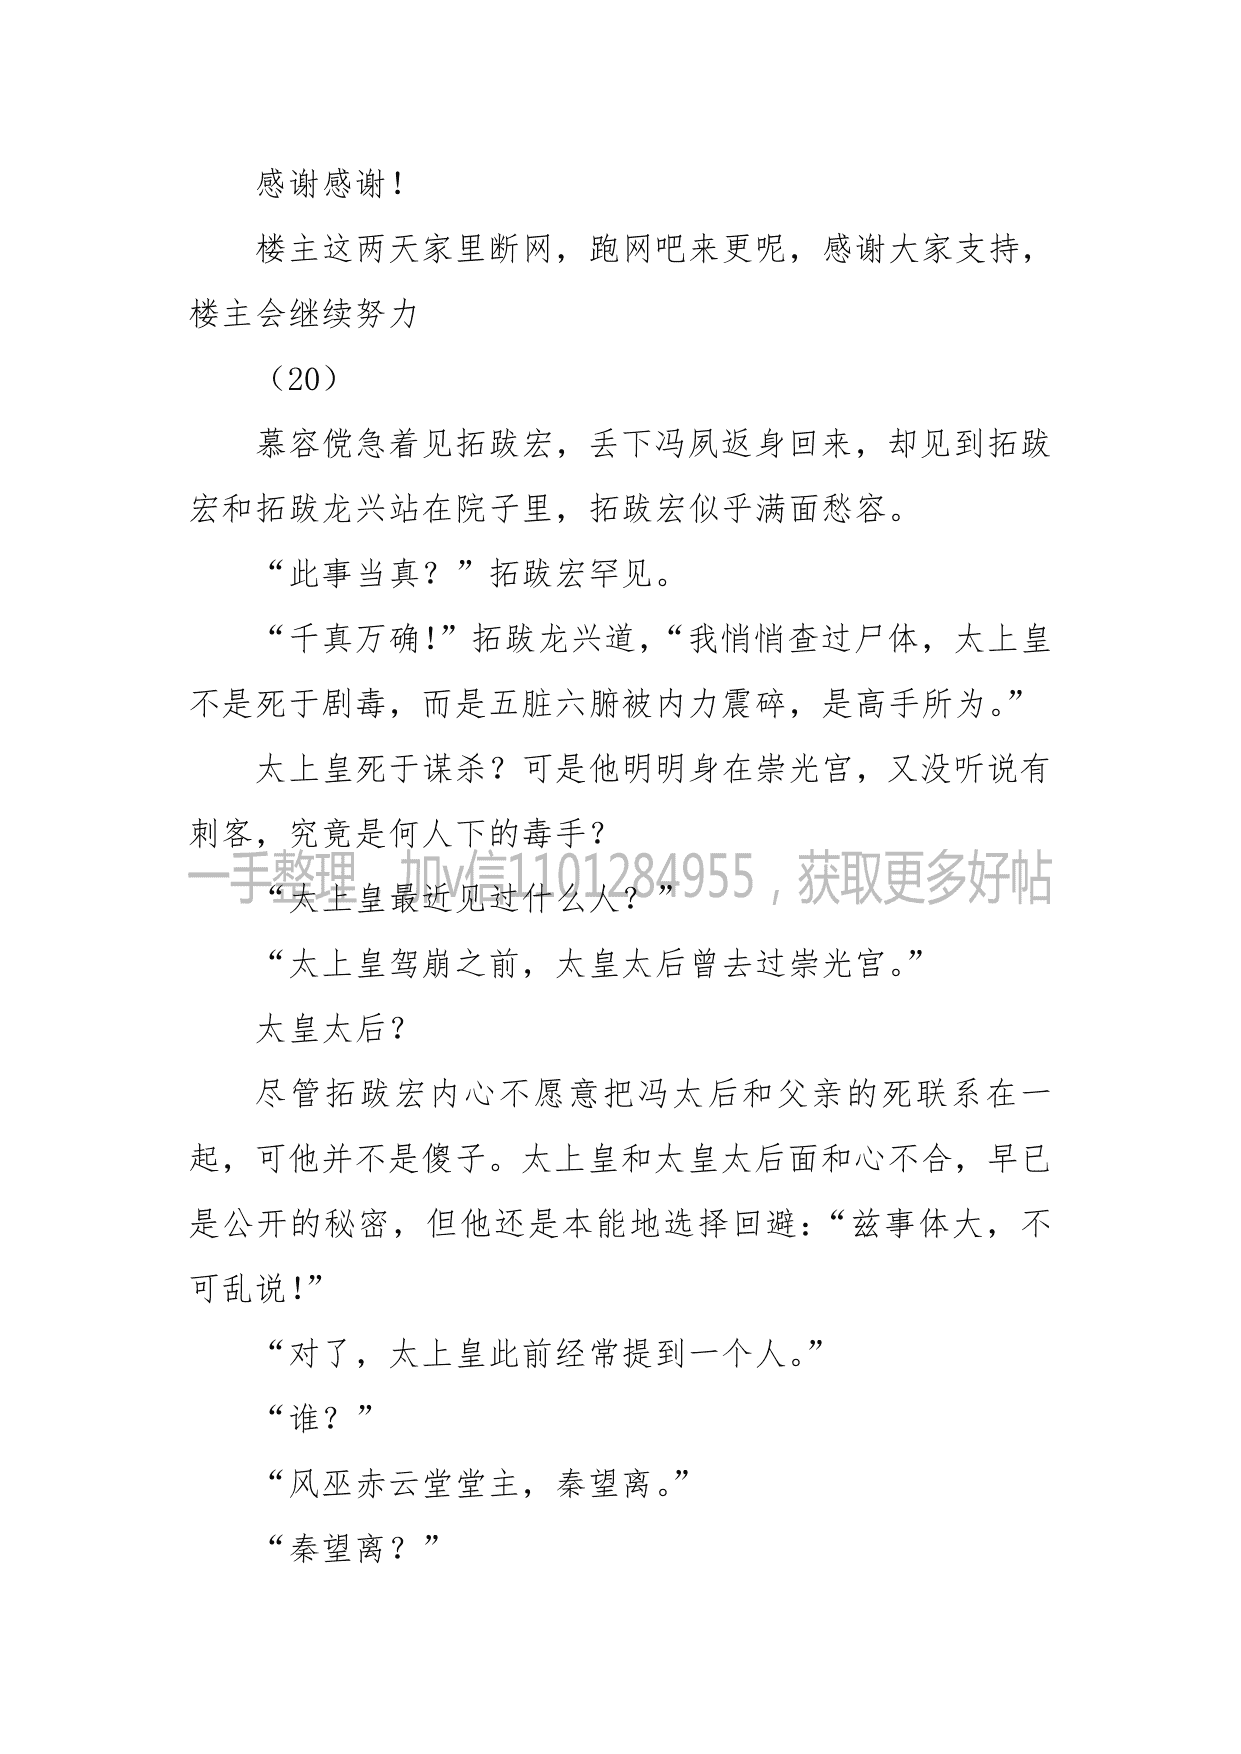 感谢感谢！
楼主这两天家里断网，跑网吧来更呢，感谢大家支持，
楼主会继续努力
（20）
慕容傥急着见拓跋宏，丢下冯夙返身回来，却见到拓跋
宏和拓跋龙兴站在院子里，拓跋宏似乎满面愁容。
“此事当真？”拓跋宏罕见。
“千真万确！”拓跋龙兴道，“我悄悄查过尸体，太上皇
不是死于剧毒，而是五脏六腑被内力震碎，是高手所为。”
太上皇死于谋杀？可是他明明身在崇光宫，又没听说有
刺客，究竟是何人下的毒手？
一手整理，加v信1101284955，获取更多好帖
“太上皇最近见过什么人？”
“太上皇驾崩之前，太皇太后曾去过崇光宫。”
太皇太后？
尽管拓跋宏内心不愿意把冯太后和父亲的死联系在一
起，可他并不是傻子。太上皇和太皇太后面和心不合，早已
是公开的秘密，但他还是本能地选择回避：“兹事体大，不
可乱说！”
“对了，太上皇此前经常提到一个人。”
“谁？”
“风巫赤云堂堂主，秦望离。”
“秦望离？”